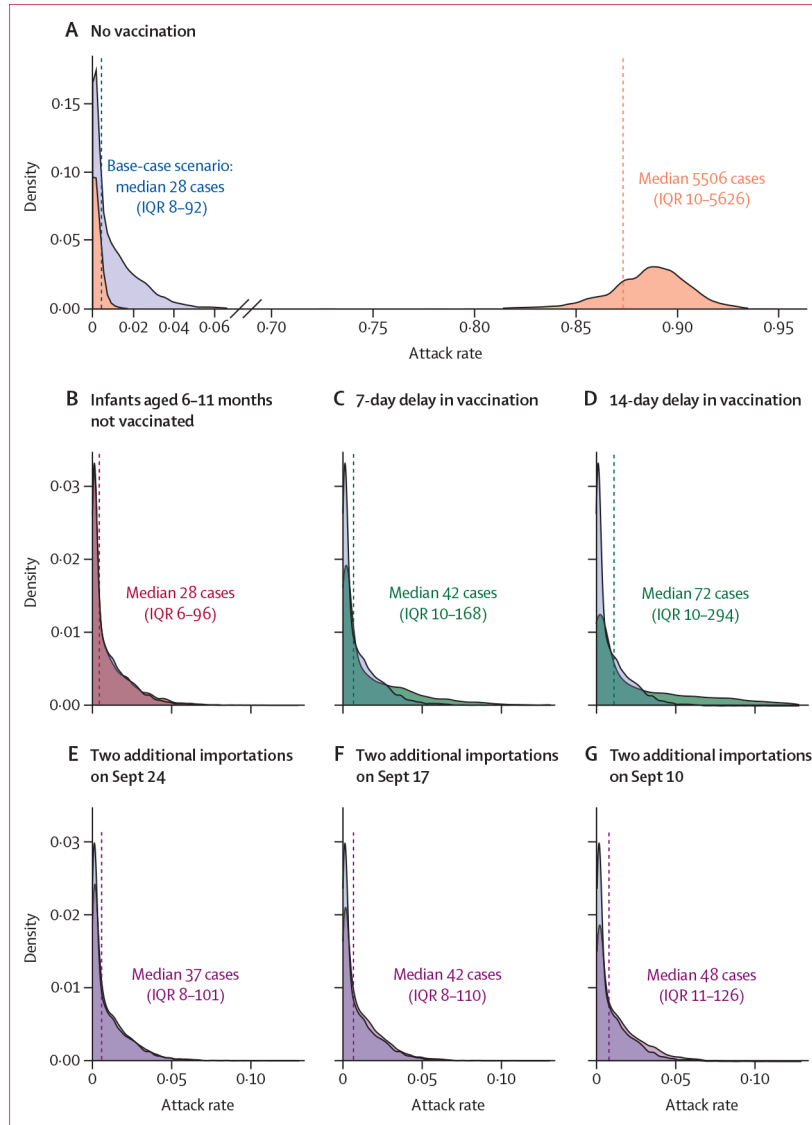 A No vaccination
0·15
0·10
0·05
0·00
Density
Base-case scenario:
median 28 cases
(IQR 8–92)
Median 5506 cases
(IQR 10–5626)
0 0·02 0·04 0·06 0·70 0·75 0·80 0·85 0·90 0·95
Attack rate
B Infants aged 6–11 months
not vaccinated
C 7-day delay in vaccination
D 14-day delay in vaccination
0·03
0·02
0·01
0·00
Density
Median 28 cases
(IQR 6–96)
Median 42 cases
(IQR 10–168)
Median 72 cases
(IQR 10–294)
E Two additional importations
on Sept 24
F Two additional importations
on Sept 17
G Two additional importations
on Sept 10
0·03
0·02
0·01
0·00
Density
Median 37 cases
(IQR 8–101)
Median 42 cases
(IQR 8–110)
Median 48 cases
(IQR 11–126)
0 0·05 0·10
Attack rate
0 0·05 0·10
Attack rate
0 0·05 0·10
Attack rate